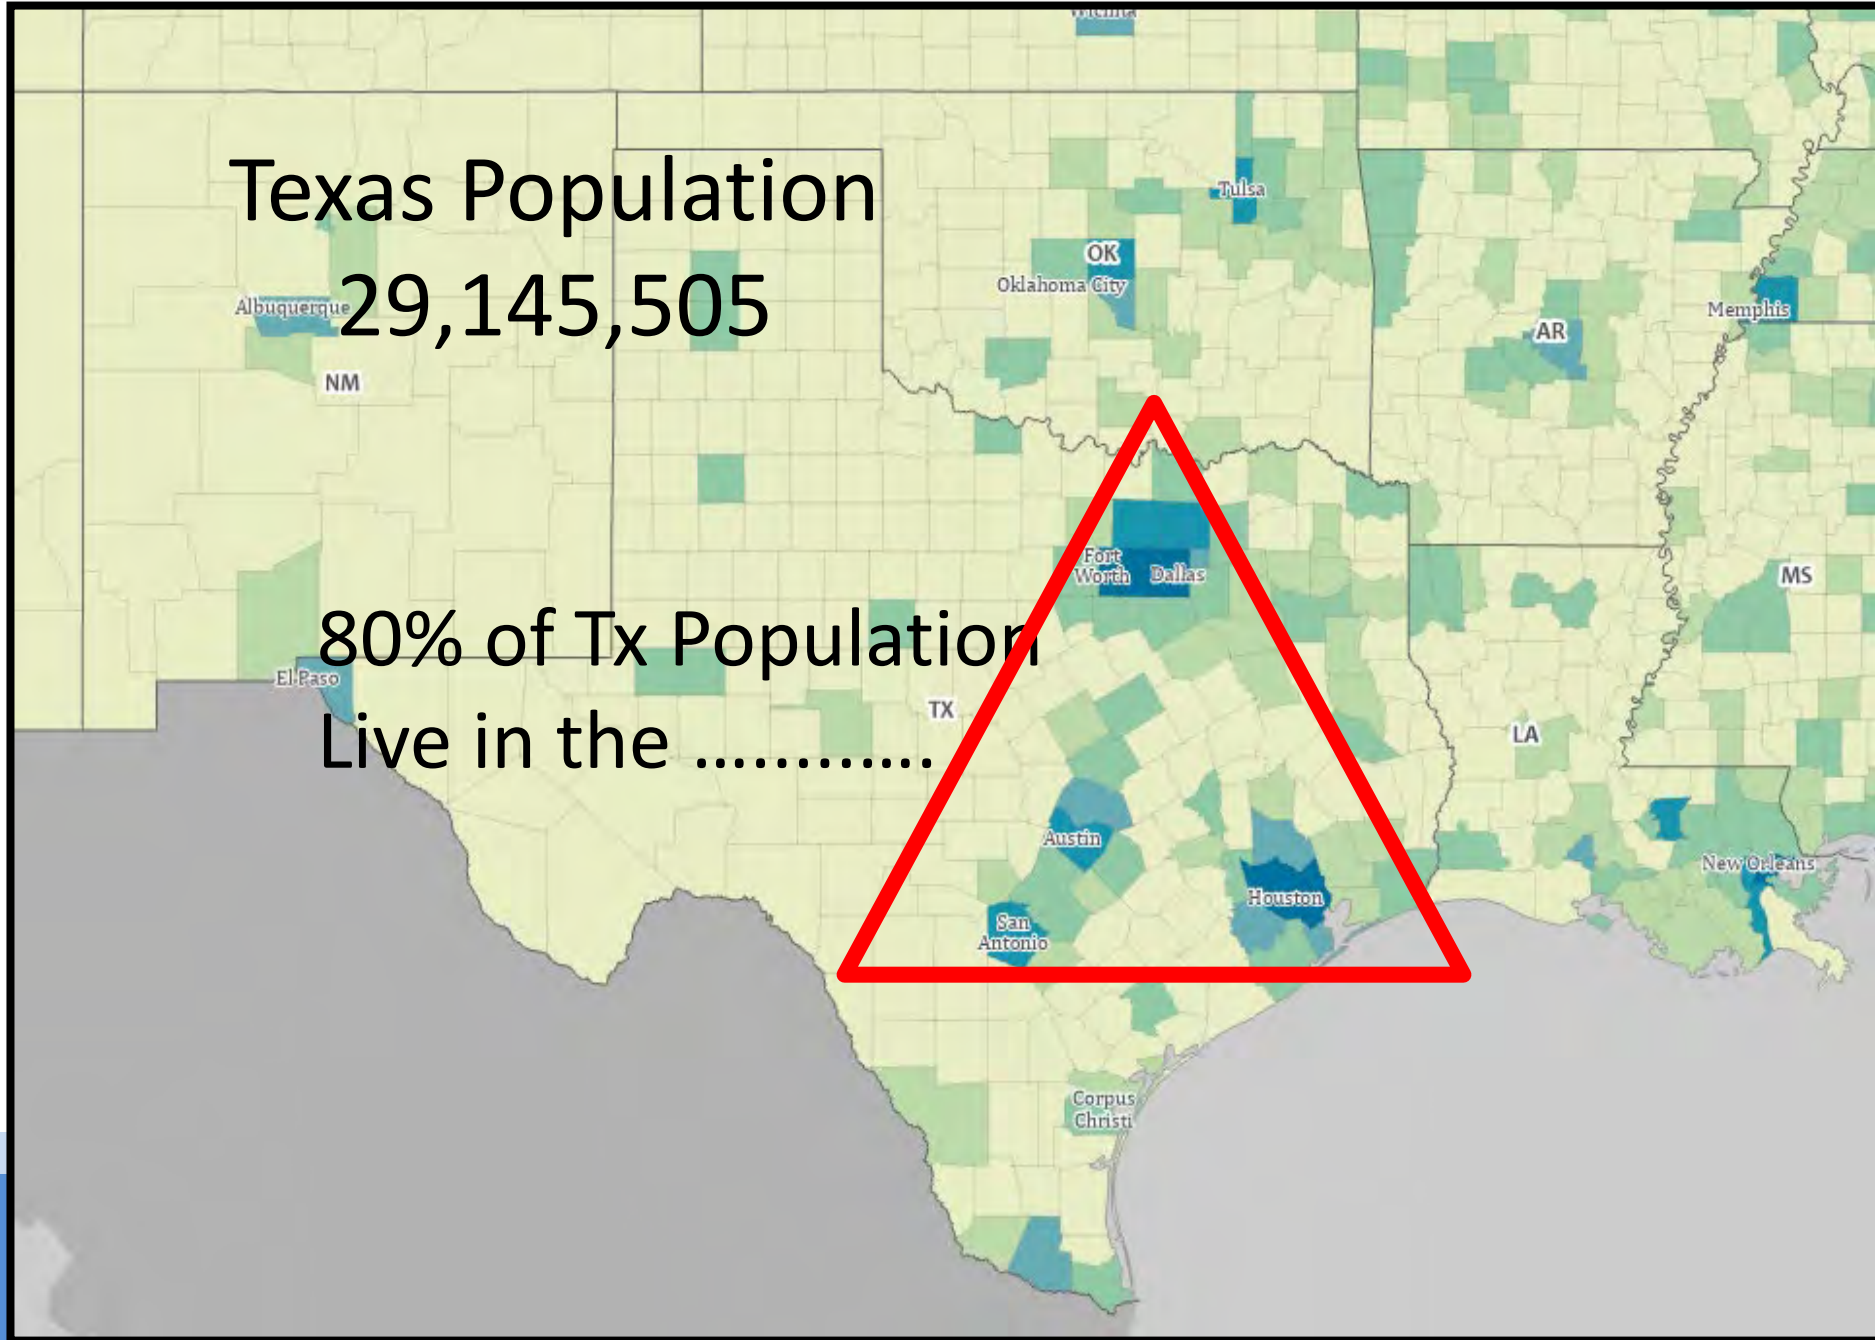 Wichita
Texas Population
29,145,505
Tulsa
OK
Oklahoma City
Albuquerque
Memphis
AR
NM
Fort
Worth
Dallas
MS
80% of Tx Population
Live in the ............
El Paso
TX
LA
Austin
New Orleans
Houston
San
Antonio
Corpus
Christi